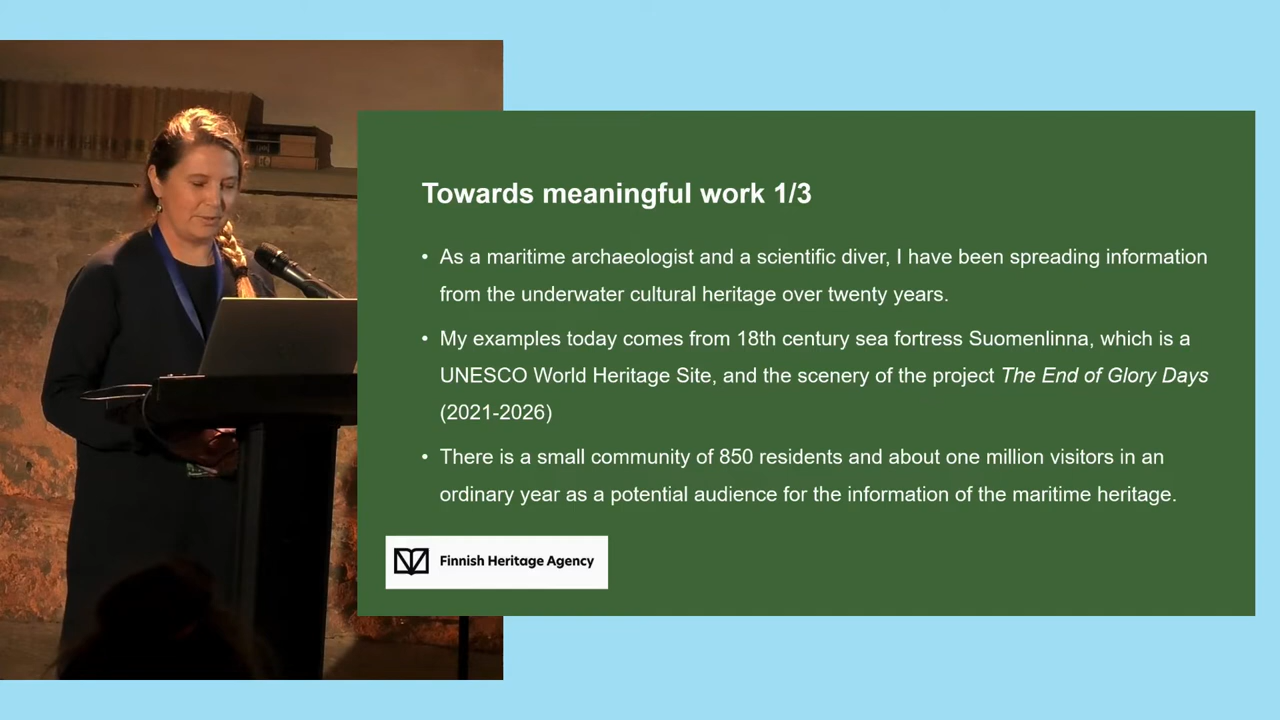 Towards meaningful work 1/3
• As a maritime archaeologist and a scientific diver, I have been spreading information
from the underwater cultural heritage over twenty years.
• My examples today comes from 18th century sea fortress Suomenlinna, which is a
UNESCO World Heritage Site, and the scenery of the project The End of Glory Days
(2021-2026)
• There is a small community of 850 residents and about one million visitors in an
ordinary year as a potential audience for the information of the maritime heritage.
Finnish Heritage Agency